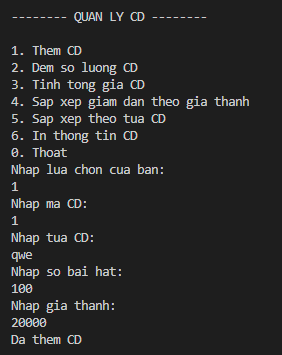 -------- QUAN LY CD --------
1. Them CD
2. Dem so luong CD
3. Tinh tong gia CD
4. Sap xep giam dan theo gia thanh
5. Sap xep theo tua CD
6. In thong tin CD
0. Thoat
Nhap lua chon cua ban:
1
Nhap ma CD:
1
Nhap tua CD:
qwe
Nhap so bai hat:
100
Nhap gia thanh:
20000
Da them CD